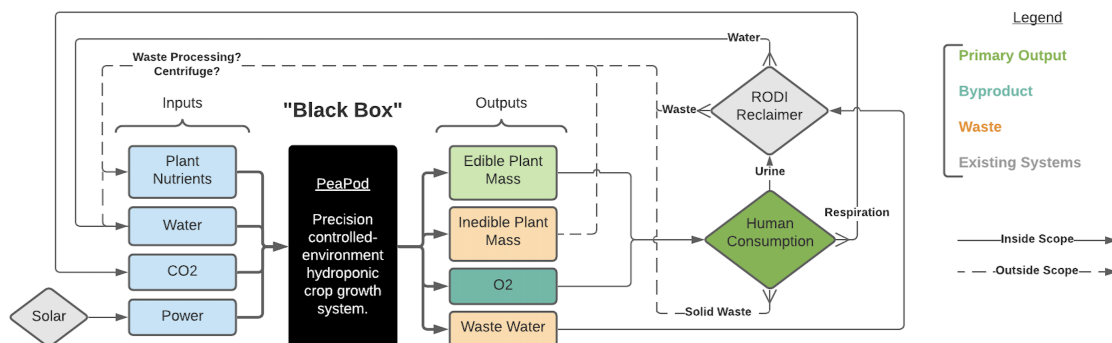 Water
Legend
Waste Processing?
Centrifuge?
Primary Output
Inputs
"Black Box"
Outputs
Waste
RODI
Reclaimer
Byproduct
Waste
Existing Systems
Plant
Nutrients
PeaPod
Precision
controlled-
environment
hydroponic
crop growth
system.
Edible Plant
Mass
Urine
Water
Inedible Plant
Mass
Human
Consumption
Respiration
Inside Scope
CO2
O2
Outside Scope
Solar
Power
Waste Water
Solid Waste